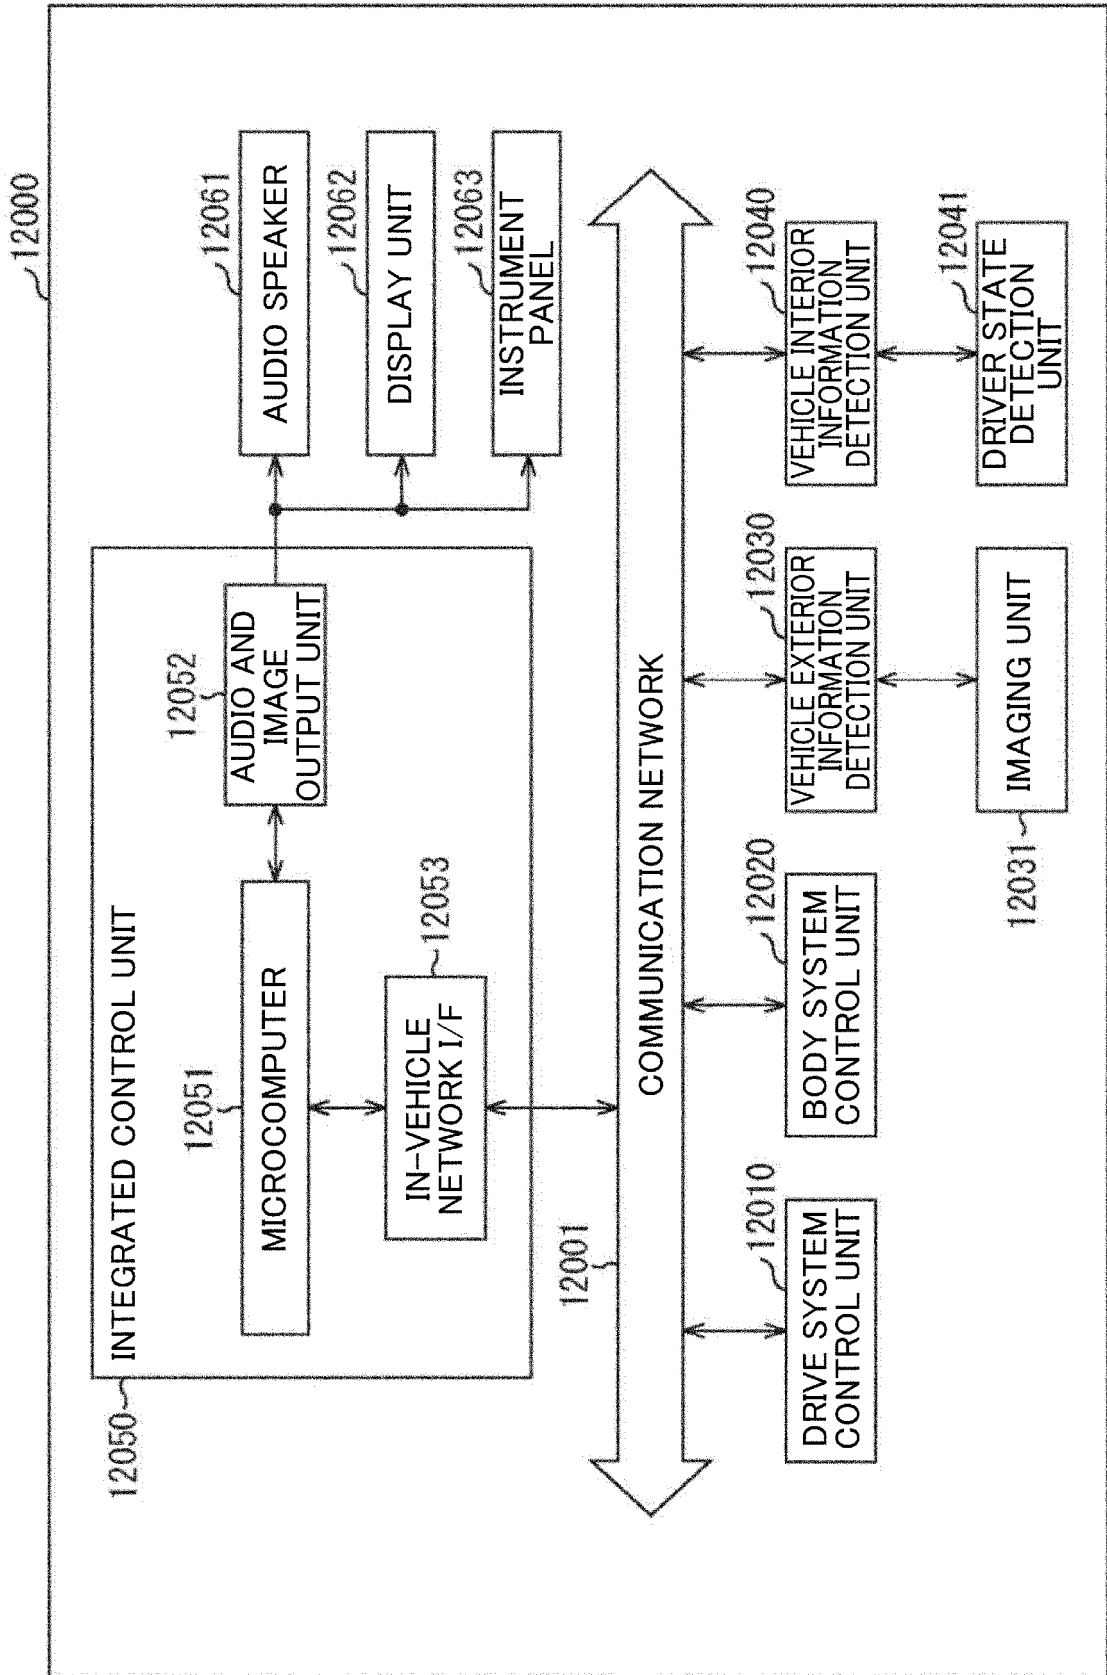 12000
12050
INTEGRATED CONTROL UNIT
12051
MICROCOMPUTER
12052
AUDIO AND
IMAGE
OUTPUT UNIT
12053
IN-VEHICLE
NETWORK I/F
12061
AUDIO SPEAKER
12062
DISPLAY UNIT
12063
INSTRUMENT
PANEL
12001
COMMUNICATION NETWORK
12010
DRIVE SYSTEM
CONTROL UNIT
12020
BODY SYSTEM
CONTROL UNIT
12030
VEHICLE EXTERIOR
INFORMATION
DETECTION UNIT
12040
VEHICLE INTERIOR
INFORMATION
DETECTION UNIT
12031
IMAGING UNIT
12041
DRIVER STATE
DETECTION
UNIT